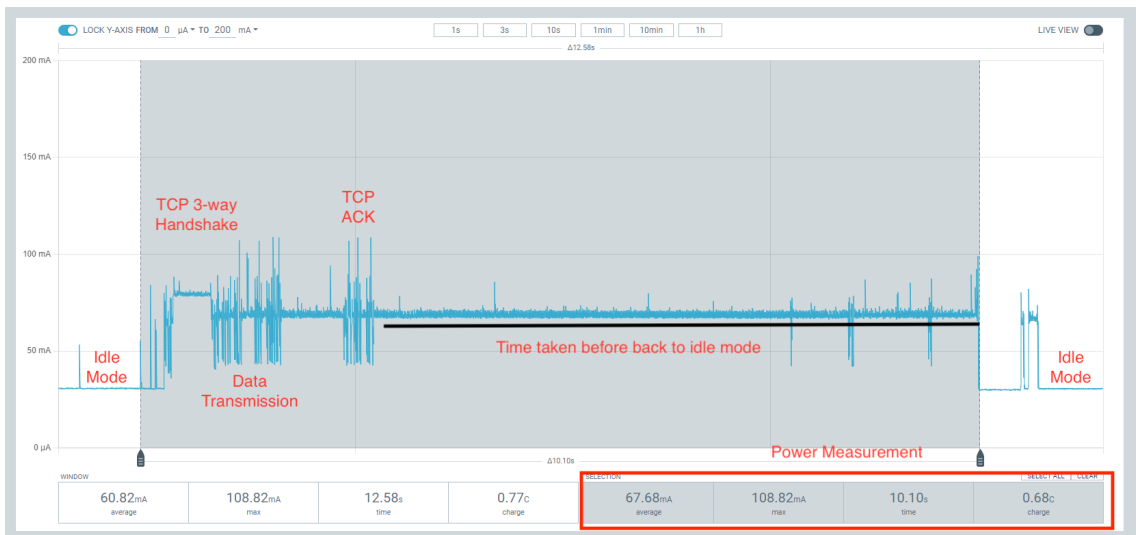 LOCK Y-AXIS FROM 0 µA TO 200 mA
1s 3s 10s 1min 10min 1h
LIVE VIEW
Δ12.58s
200 mA
150 mA
TCP 3-way
Handshake
TCP
ACK
100 mA
50 mA
Idle
Mode
Data
Transmission
Time taken before back to idle mode
Idle
Mode
0 µA
Δ10.10s
Power Measurement
WINDOW
SELECTION
SELECT ALL CLEAR
60.82mA 108.82mA 12.58s 0.77c
average max time charge
67.68mA 108.82mA 10.10s 0.68c
average max time charge